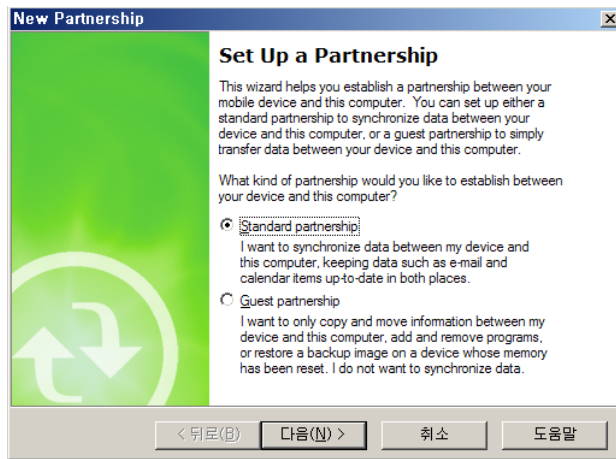 New Partnership
Set Up a Partnership
This wizard helps you establish a partnership between your
mobile device and this computer. You can set up either a
standard partnership to synchronize data between your
device and this computer, or a guest partnership to simply
transfer data between your device and this computer.
What kind of partnership would you like to establish between
your device and this computer?
Standard partnership
I want to synchronize data between my device and
this computer, keeping data such as e-mail and
calendar items up-to-date in both places.
Guest partnership
I want to only copy and move information between my
device and this computer, add and remove programs,
or restore a backup image on a device whose memory
has been reset. I do not want to synchronize data.
< 뒤로(B) 다음(N) > 취소 도움말